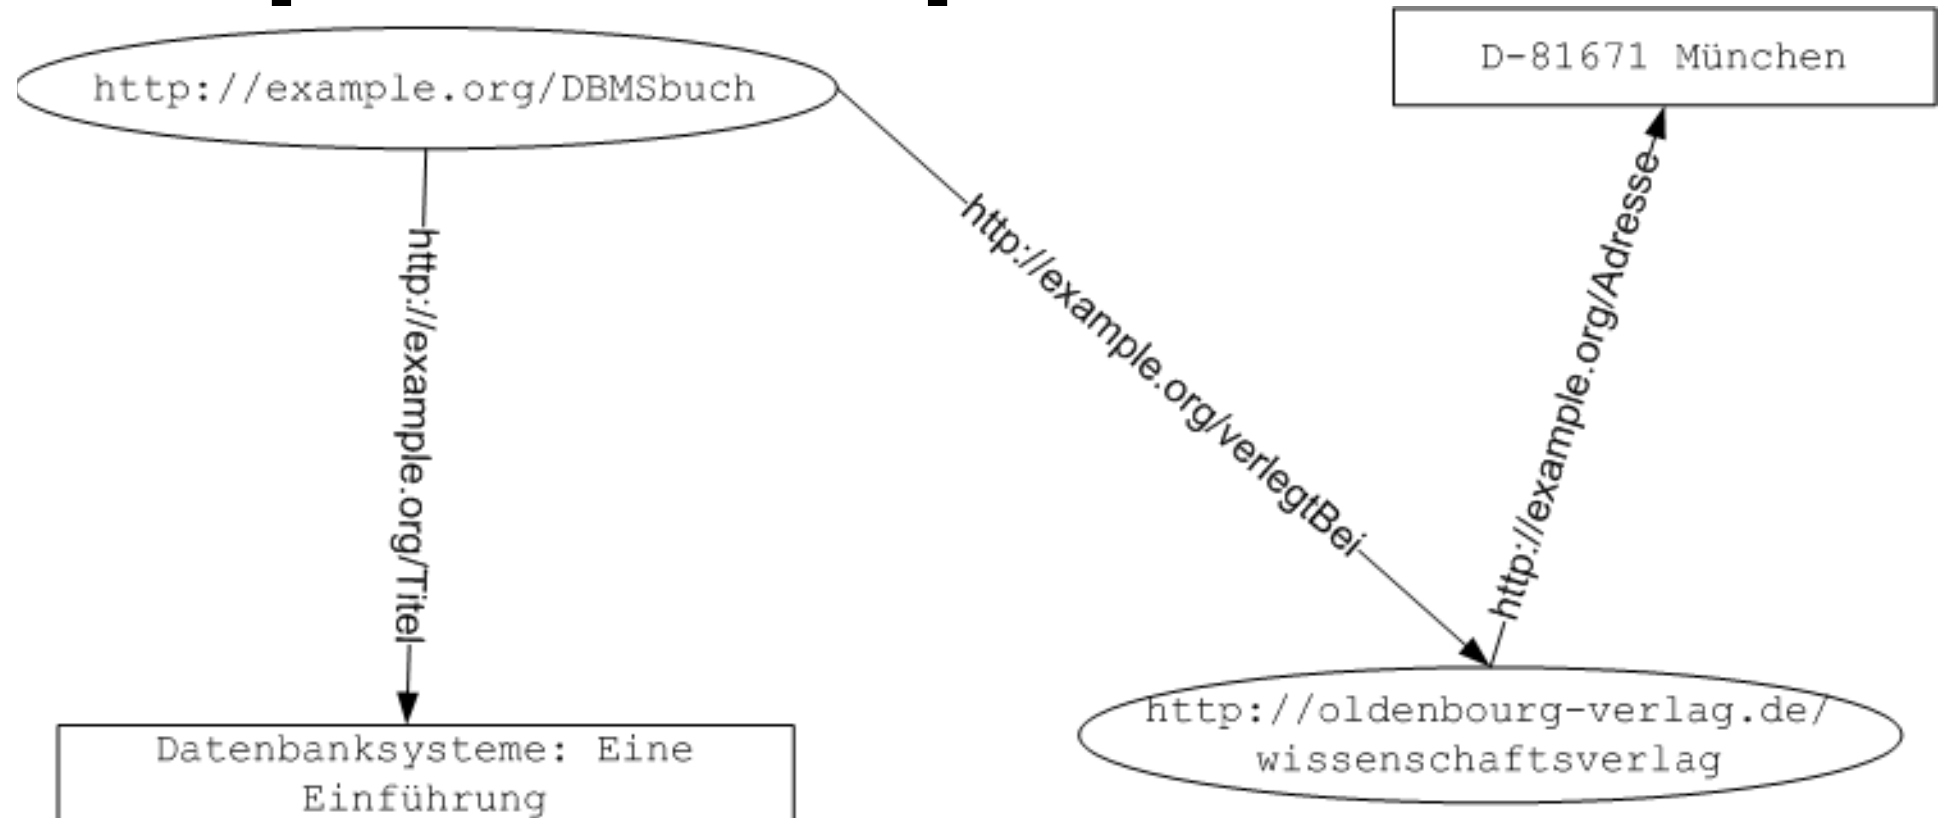 http://example.org/DBMSbuch
D-81671 München
http://example.org/Titel
http://example.org/verlegtBei
http://example.org/Adresse
http://oldenbourg-verlag.de/
wissenschaftsverlag
Datenbanksysteme: Eine
Einführung